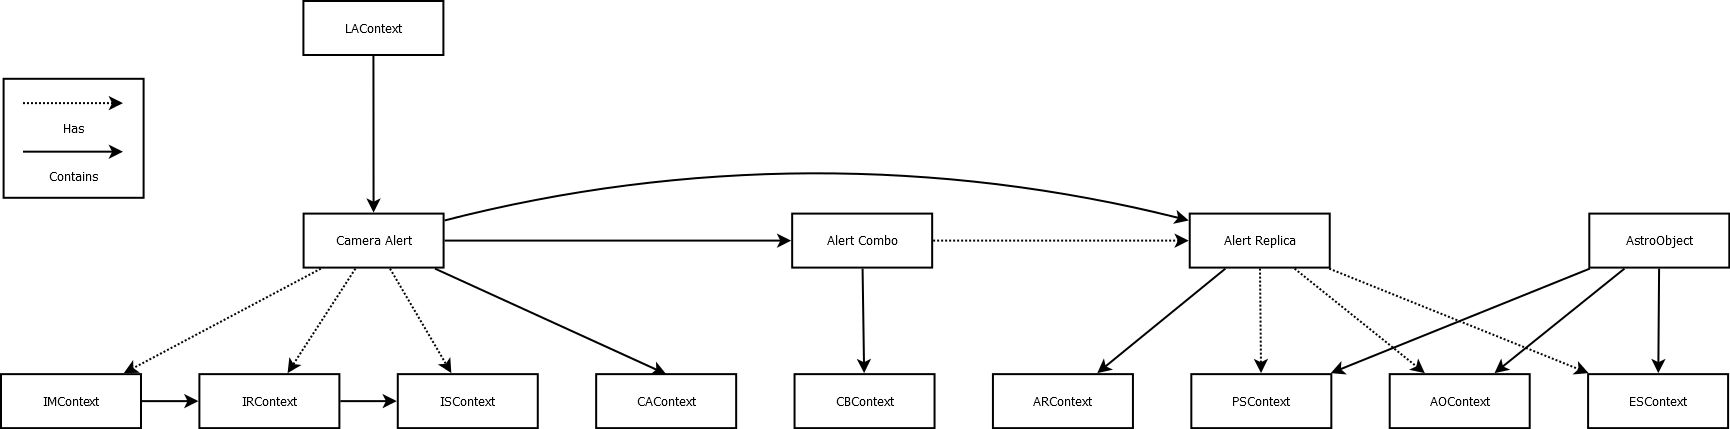 LAContext
Has
Contains
Camera Alert
Alert Combo
Alert Replica
AstroObject
IMContext
IRContext
ISContext
CAContext
CBContext
ARContext
PSContext
AOContext
ESContext